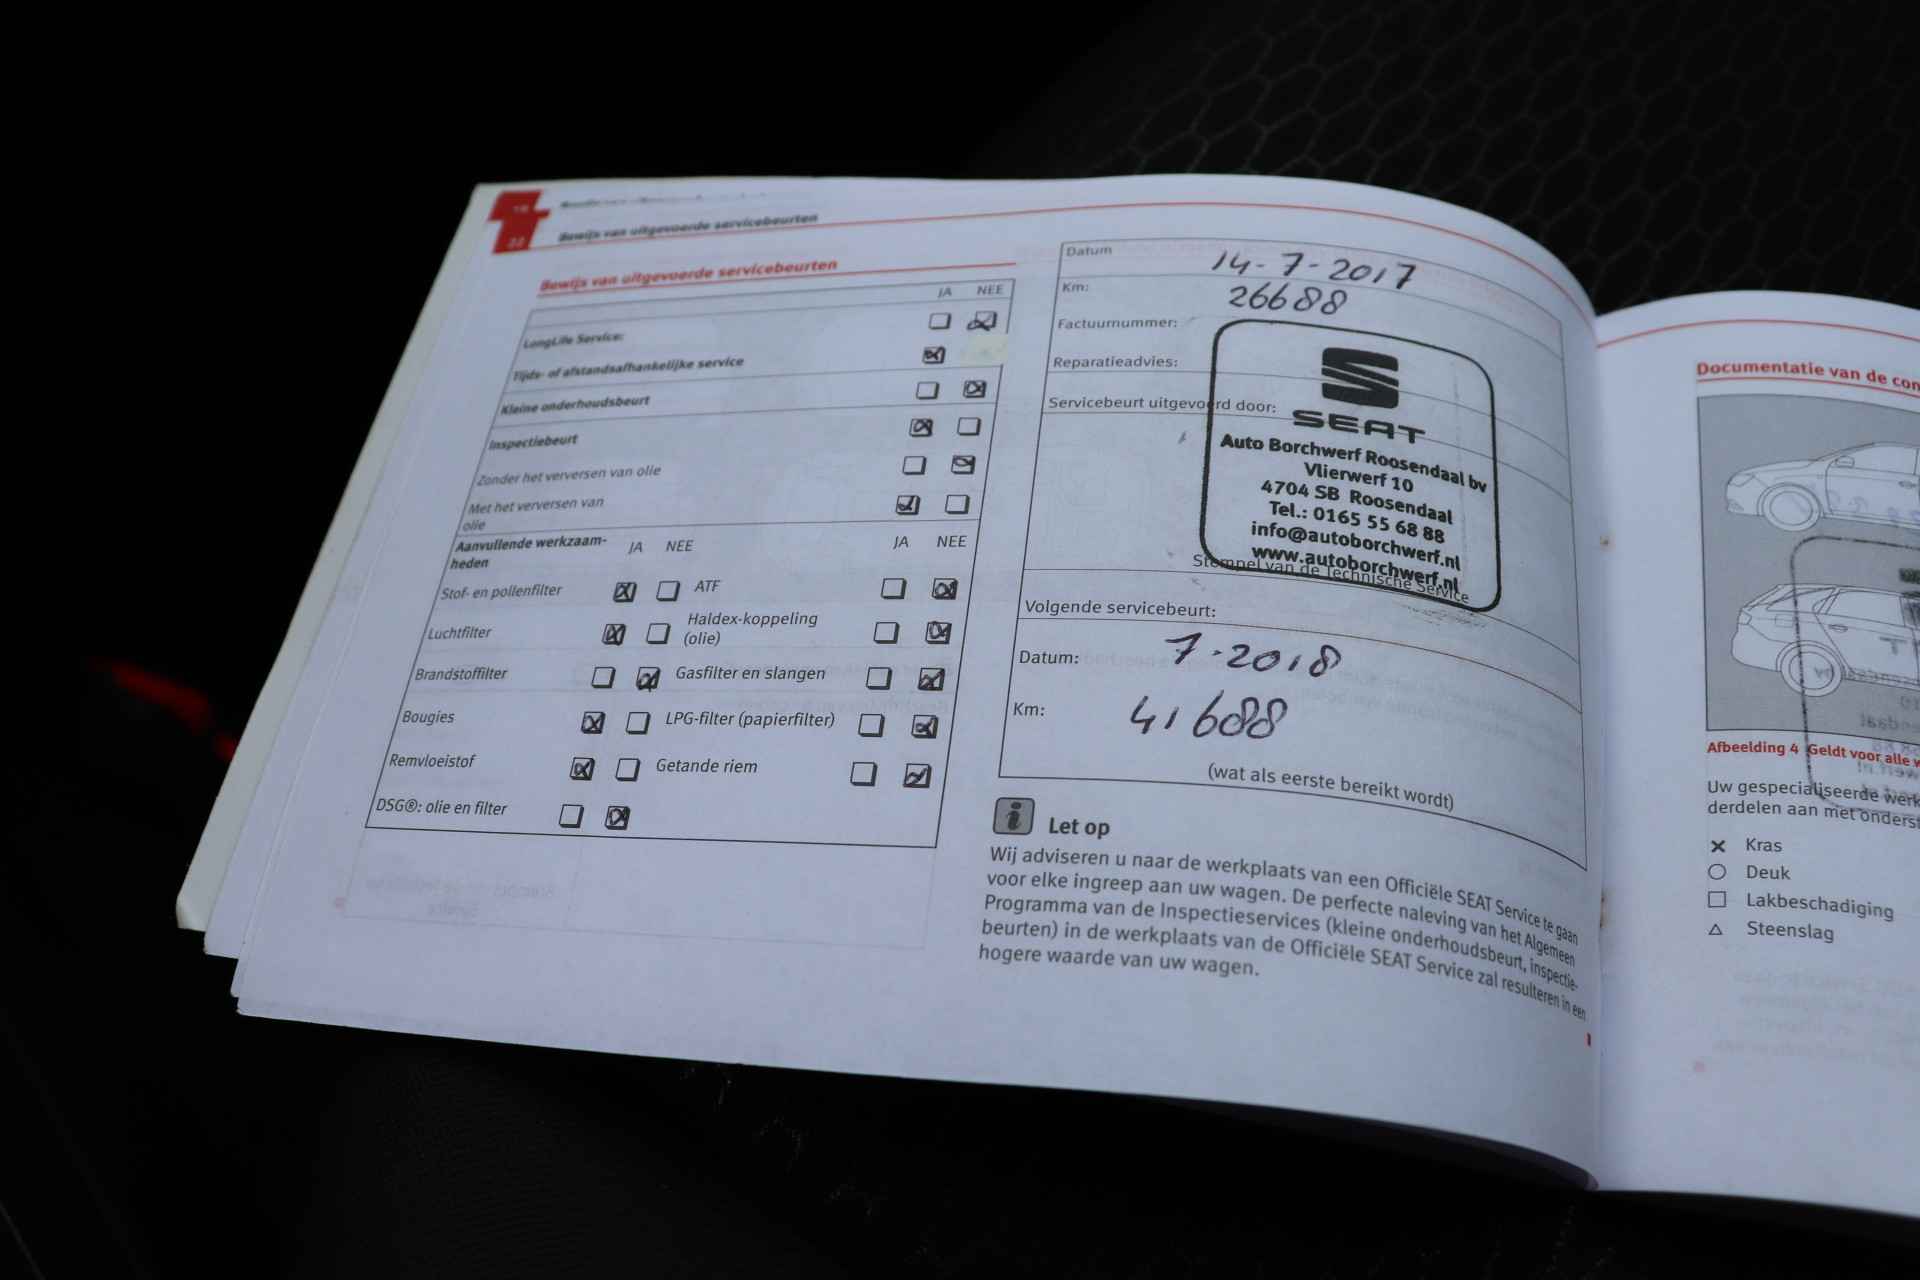 22
Bewijs van uitgevoerde servicebeurten
Bewijs van uitgevoerde servicebeurten
JA NEE
LongLife Service:
Tijds- of afstandsafhankelijke service
Kleine onderhoudsbeurt
Inspectiebeurt
Zonder het verversen van olie
Met het verversen van
olie
Aanvullende werkzaam-
heden
JA NEE
JA NEE
Stof- en pollenfilter
ATF
Luchtfilter
Haldex-koppeling
(olie)
Brandstoffilter
Gasfilter en slangen
Bougies
LPG-filter (papierfilter)
Remvloeistof
Getande riem
DSG®: olie en filter
Datum 14-7-2017
Km: 26688
Factuurnummer:
Reparatieadvies:
Servicebeurt uitgevoerd door:
SEAT
Auto Borchwerf Roosendaal bv
Vlierwerf 10
4704 SB Roosendaal
Tel.: 0165 55 68 88
info@autoborchwerf.nl
www.autoborchwerf.nl
Stempel van de Technische Service
Volgende servicebeurt:
Datum: 7-2018
Km: 41688
(wat als eerste bereikt wordt)
Let op
Wij adviseren u naar de werkplaats van een Officiële SEAT Service te gaan
voor elke ingreep aan uw wagen. De perfecte naleving van het Algemeen
Programma van de Inspectieservices (kleine onderhoudsbeurt, inspectie-
beurten) in de werkplaats van de Officiële SEAT Service zal resulteren in een
hogere waarde van uw wagen.
Documentatie van de
Afbeelding 4 Geldt voor alle
Uw gespecialiseerde
derdelen aan met
Kras
Deuk
Lakbeschadiging
Steenslag